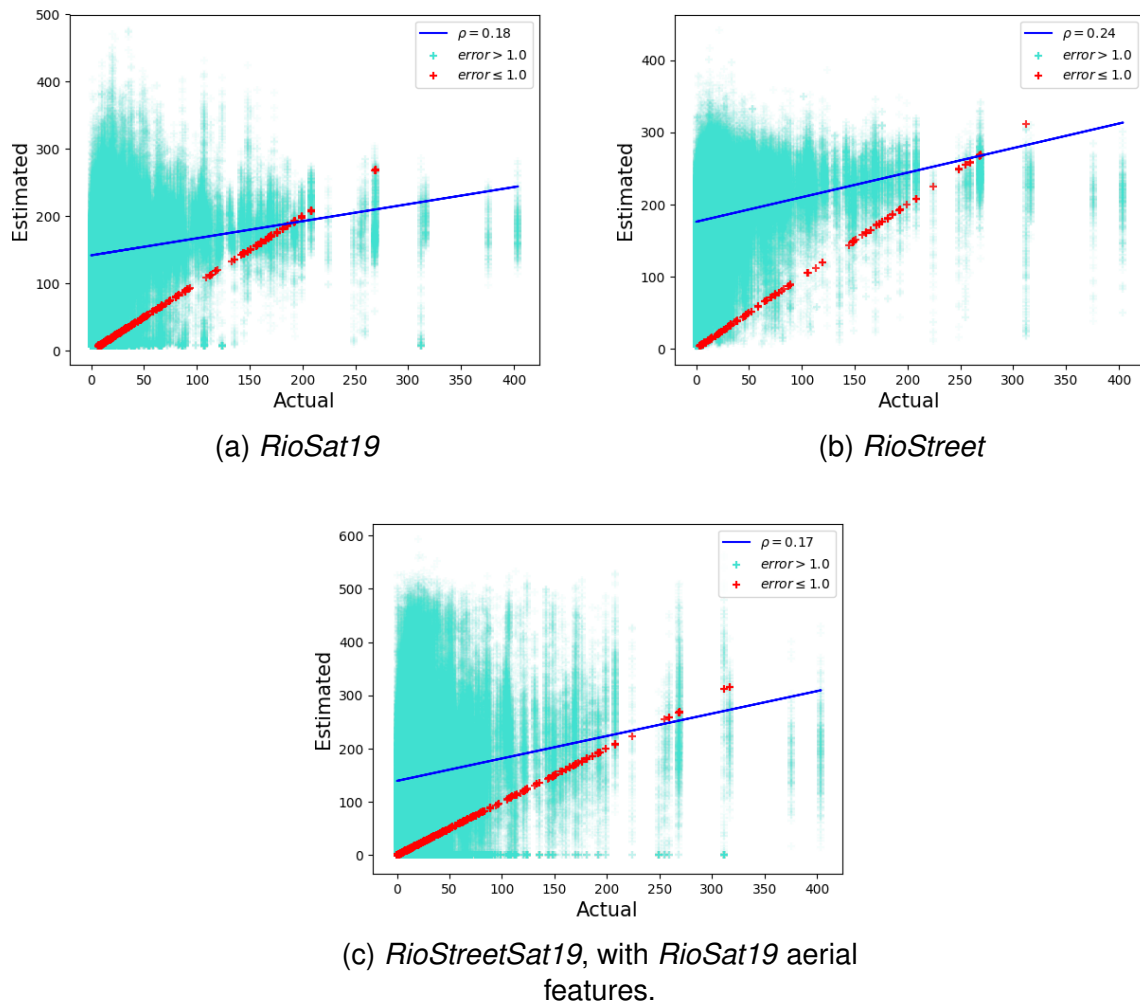 500
400
300
200
100
0
Estimated
0 50 100 150 200 250 300 350 400
Actual
ρ = 0.18
error > 1.0
error ≤ 1.0
(a) RioSat19
400
300
200
100
0
Estimated
0 50 100 150 200 250 300 350 400
Actual
ρ = 0.24
error > 1.0
error ≤ 1.0
(b) RioStreet
600
500
400
300
200
100
0
Estimated
0 50 100 150 200 250 300 350 400
Actual
ρ = 0.17
error > 1.0
error ≤ 1.0
(c) RioStreetSat19, with RioSat19 aerial
features.